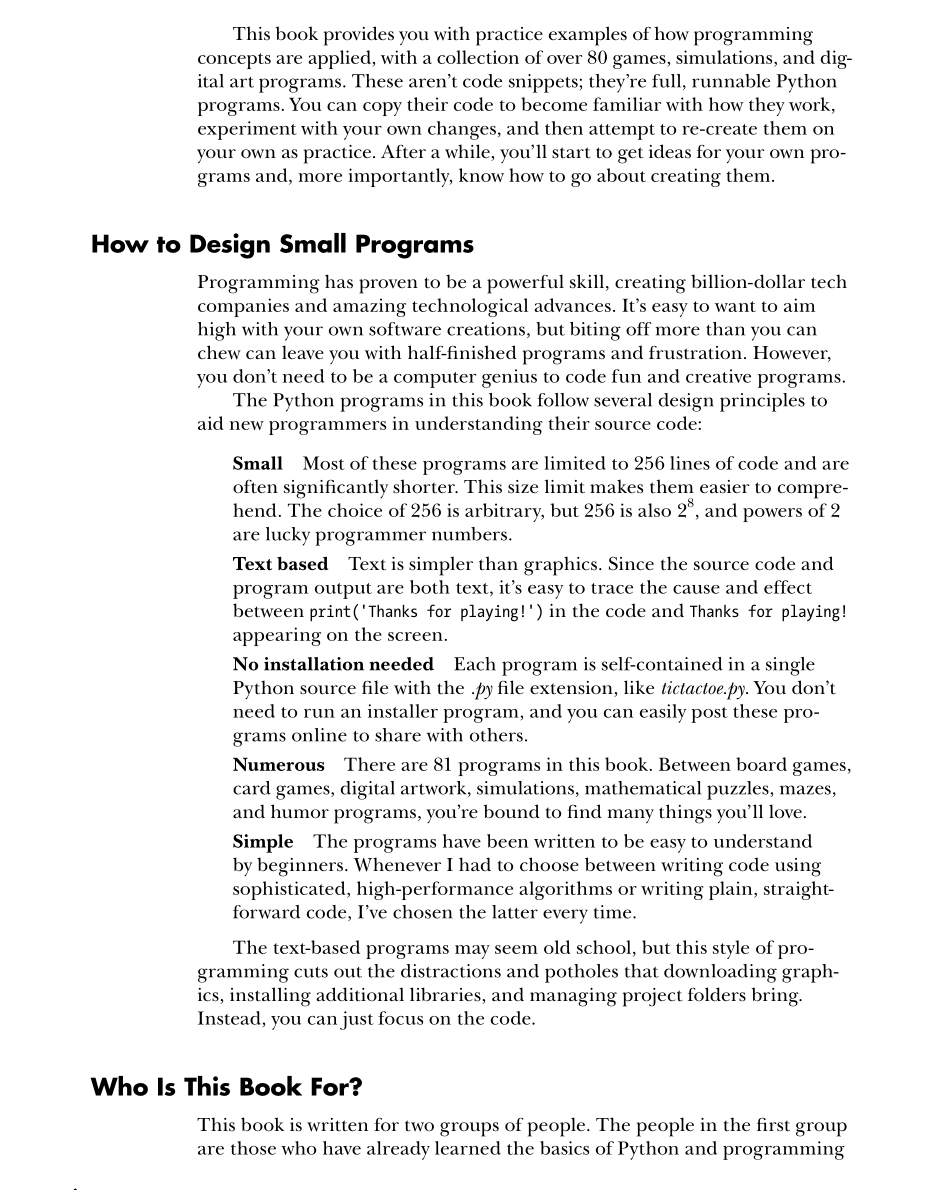 This book provides you with practice examples of how programming
concepts are applied, with a collection of over 80 games, simulations, and dig-
ital art programs. These aren’t code snippets; they’re full, runnable Python
programs. You can copy their code to become familiar with how they work,
experiment with your own changes, and then attempt to re-create them on
your own as practice. After a while, you’ll start to get ideas for your own pro-
grams and, more importantly, know how to go about creating them.
How to Design Small Programs
Programming has proven to be a powerful skill, creating billion-dollar tech
companies and amazing technological advances. It’s easy to want to aim
high with your own software creations, but biting off more than you can
chew can leave you with half-finished programs and frustration. However,
you don’t need to be a computer genius to code fun and creative programs.
The Python programs in this book follow several design principles to
aid new programmers in understanding their source code:
Small Most of these programs are limited to 256 lines of code and are
often significantly shorter. This size limit makes them easier to compre-
hend. The choice of 256 is arbitrary, but 256 is also 2⁸, and powers of 2
are lucky programmer numbers.
Text based Text is simpler than graphics. Since the source code and
program output are both text, it’s easy to trace the cause and effect
between print('Thanks for playing!') in the code and Thanks for playing!
appearing on the screen.
No installation needed Each program is self-contained in a single
Python source file with the .py file extension, like tictactoe.py. You don’t
need to run an installer program, and you can easily post these pro-
grams online to share with others.
Numerous There are 81 programs in this book. Between board games,
card games, digital artwork, simulations, mathematical puzzles, mazes,
and humor programs, you’re bound to find many things you’ll love.
Simple The programs have been written to be easy to understand
by beginners. Whenever I had to choose between writing code using
sophisticated, high-performance algorithms or writing plain, straight-
forward code, I’ve chosen the latter every time.
The text-based programs may seem old school, but this style of pro-
gramming cuts out the distractions and potholes that downloading graph-
ics, installing additional libraries, and managing project folders bring.
Instead, you can just focus on the code.
Who Is This Book For?
This book is written for two groups of people. The people in the first group
are those who have already learned the basics of Python and programming